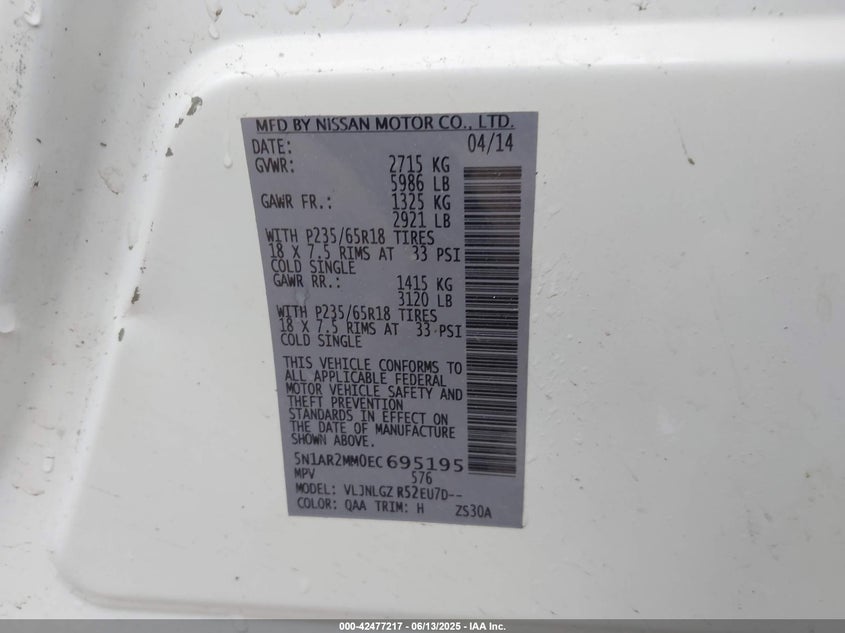 MFD BY NISSAN MOTOR CO., LTD.
DATE: 04/14
GVWR: 2715 KG
5986 LB
GAWR FR.: 1325 KG
2921 LB
WITH P235/65R18 TIRES
18 X 7.5 RIMS AT 33 PSI
COLD SINGLE
GAWR RR.: 1415 KG
3120 LB
WITH P235/65R18 TIRES
18 X 7.5 RIMS AT 33 PSI
COLD SINGLE
THIS VEHICLE CONFORMS TO
ALL APPLICABLE FEDERAL
MOTOR VEHICLE SAFETY AND
THEFT PREVENTION
STANDARDS IN EFFECT ON
THE DATE OF MANUFACTURE
SHOWN ABOVE.
5N1AR2MM0EC695195
MPV 576
MODEL: VLJNLGZ R52EU7D--
COLOR: QAA TRIM: H ZS30A
000-42477217 - 06/13/2025 - IAA Inc.